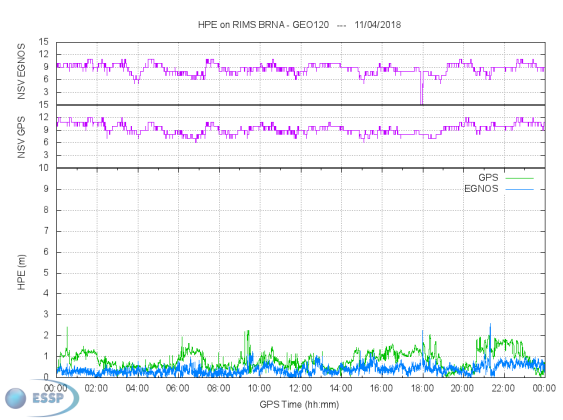 HPE on RIMS BRNA - GEO120 --- 11/04/2018
NSV EGNOS
15
12
9
6
3
NSV GPS
15
12
9
6
3
HPE (m)
10
9
8
7
6
5
4
3
2
1
0
GPS
EGNOS
00:00 02:00 04:00 06:00 08:00 10:00 12:00 14:00 16:00 18:00 20:00 22:00 00:00
GPS Time (hh:mm)
ESSP